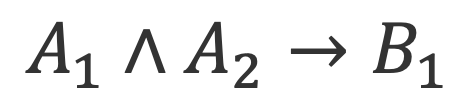 A₁ ∧ A₂ → B₁